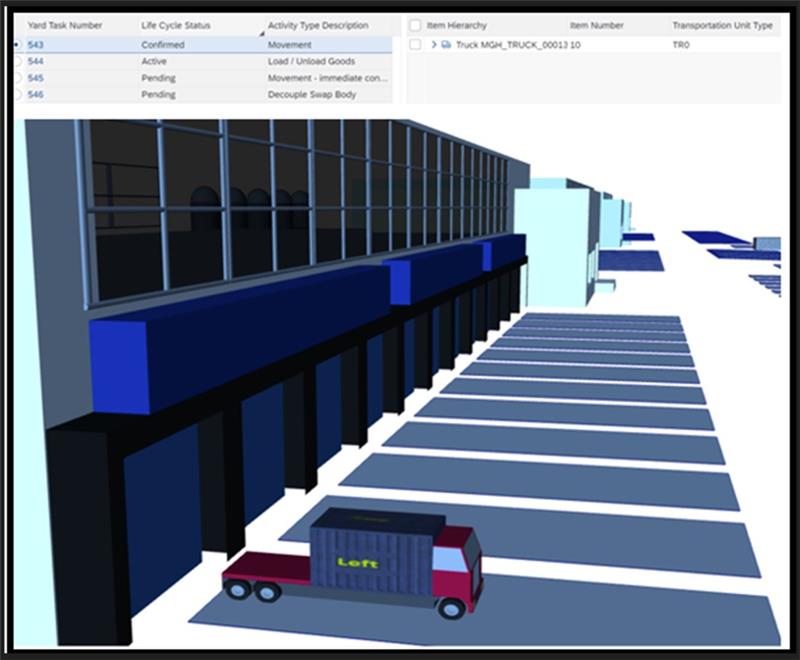 Yard Task Number Life Cycle Status Activity Type Description
543 Confirmed Movement
544 Active Load / Unload Goods
545 Pending Movement - immediate con...
546 Pending Decouple Swap Body
Item Hierarchy Item Number Transportation Unit Type
Truck MGH_TRUCK_00013 10 TR0
Left